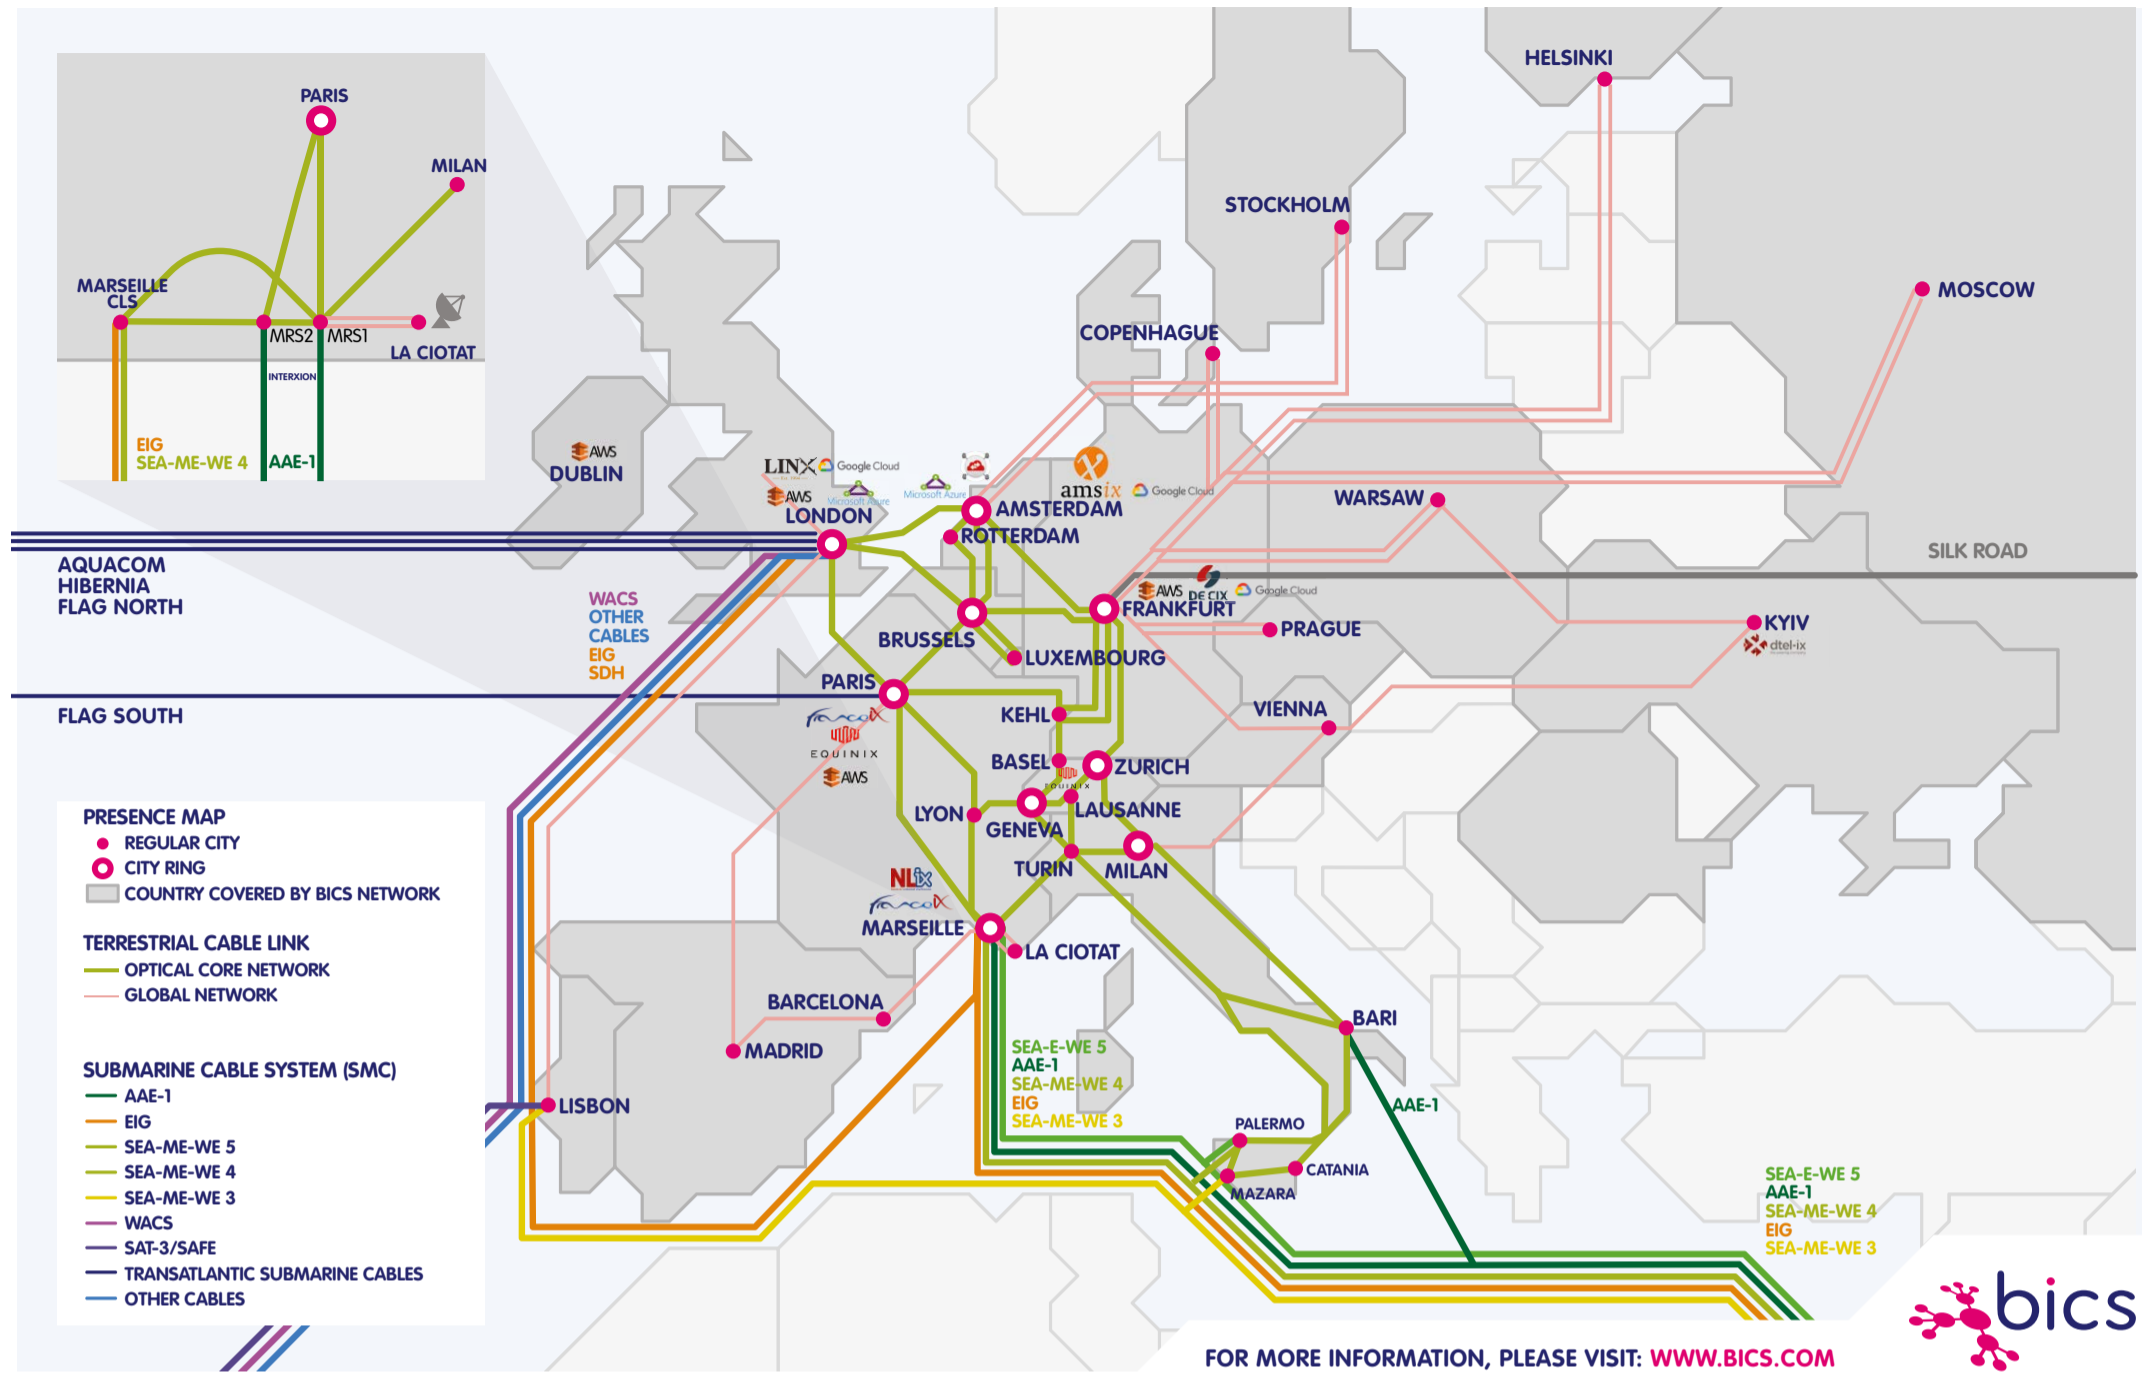 PARIS
MILAN
MARSEILLE
CLS
MRS2
MRS1
LA CIOTAT
INTERXION
EIG
SEA-ME-WE 4
AAE-1
HELSINKI
STOCKHOLM
MOSCOW
COPENHAGUE
AWS
DUBLIN
LINX
Google Cloud
AWS
Microsoft Azure
LONDON
Microsoft Azure
amsix
Google Cloud
AMSTERDAM
ROTTERDAM
WARSAW
SILK ROAD
AQUACOM
HIBERNIA
FLAG NORTH
WACS
OTHER
CABLES
EIG
SDH
AWS
DE CIX
Google Cloud
FRANKFURT
BRUSSELS
PRAGUE
KYIV
dtel-ix
LUXEMBOURG
PARIS
FLAG SOUTH
KEHL
VIENNA
franceix
EQUINIX
AWS
BASEL
ZURICH
EQUINIX
LYON
LAUSANNE
GENEVA
TURIN
MILAN
NLix
franceix
MARSEILLE
LA CIOTAT
BARCELONA
MADRID
BARI
LISBON
SEA-E-WE 5
AAE-1
SEA-ME-WE 4
EIG
SEA-ME-WE 3
AAE-1
PALERMO
CATANIA
MAZARA
SEA-E-WE 5
AAE-1
SEA-ME-WE 4
EIG
SEA-ME-WE 3
PRESENCE MAP
REGULAR CITY
CITY RING
COUNTRY COVERED BY BICS NETWORK
TERRESTRIAL CABLE LINK
OPTICAL CORE NETWORK
GLOBAL NETWORK
SUBMARINE CABLE SYSTEM (SMC)
AAE-1
EIG
SEA-ME-WE 5
SEA-ME-WE 4
SEA-ME-WE 3
WACS
SAT-3/SAFE
TRANSATLANTIC SUBMARINE CABLES
OTHER CABLES
bics
FOR MORE INFORMATION, PLEASE VISIT: WWW.BICS.COM